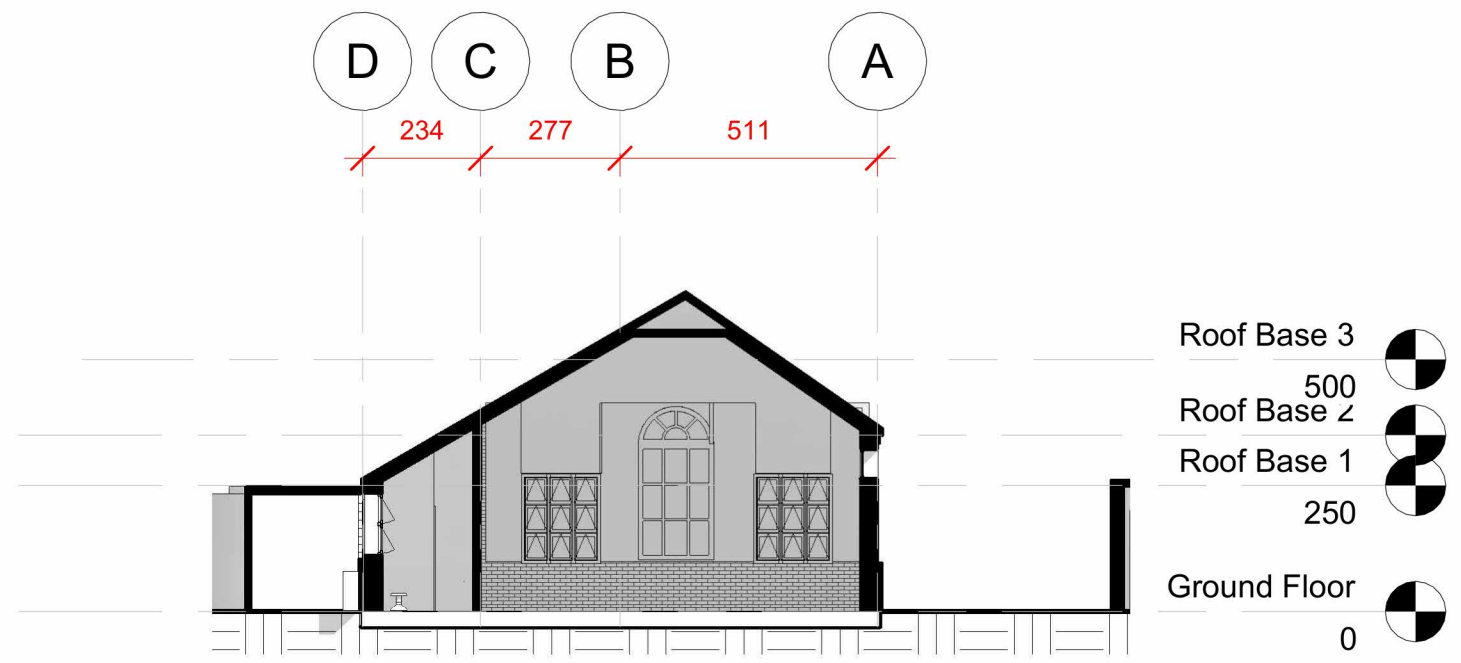 D C B A
234 277 511
Roof Base 3
500
Roof Base 2
Roof Base 1
250
Ground Floor
0